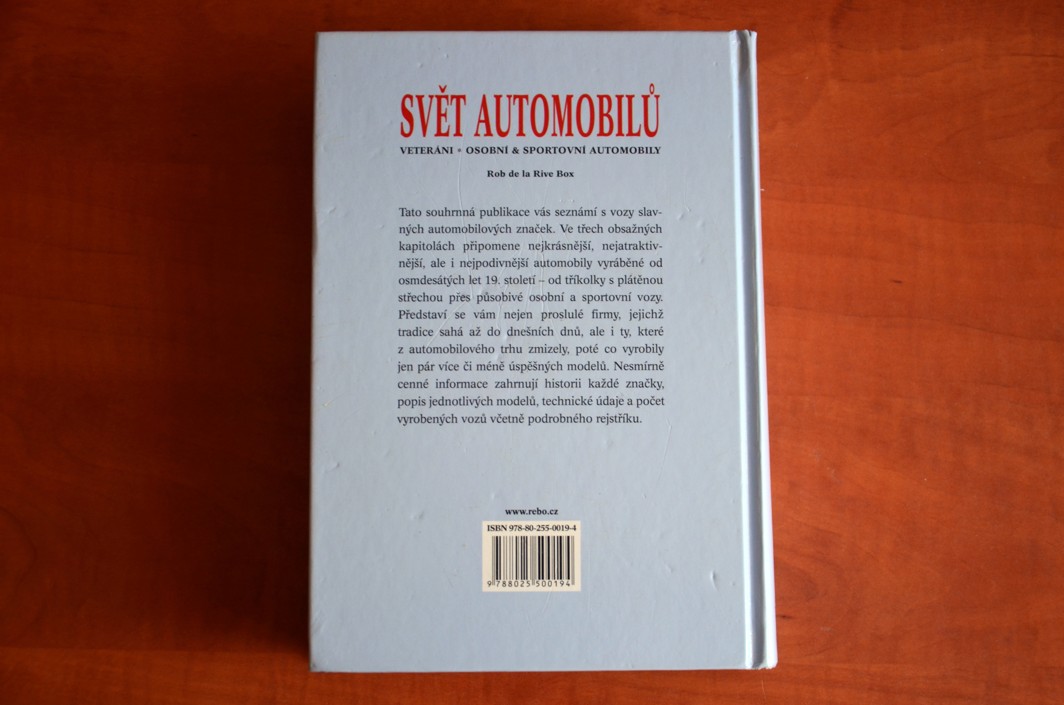 SVĚT AUTOMOBILŮ
VETERÁNI • OSOBNÍ & SPORTOVNÍ AUTOMOBILY
Rob de la Rive Box
Tato souhrnná publikace vás seznámí s vozy slav-
ných automobilových značek. Ve třech obsažných
kapitolách připomene nejkrásnější, nejatraktiv-
nější, ale i nejpodivnější automobily vyráběné od
osmdesátých let 19. století – od tříkolky s plátěnou
střechou přes působivé osobní a sportovní vozy.
Představí se vám nejen proslulé firmy, jejichž
tradice sahá až do dnešních dnů, ale i ty, které
z automobilového trhu zmizely, poté co vyrobily
jen pár více či méně úspěšných modelů. Nesmírně
cenné informace zahrnují historii každé značky,
popis jednotlivých modelů, technické údaje a počet
vyrobených vozů včetně podrobného rejstříku.
www.rebo.cz
ISBN 978-80-255-0019-4
9 788025 500194